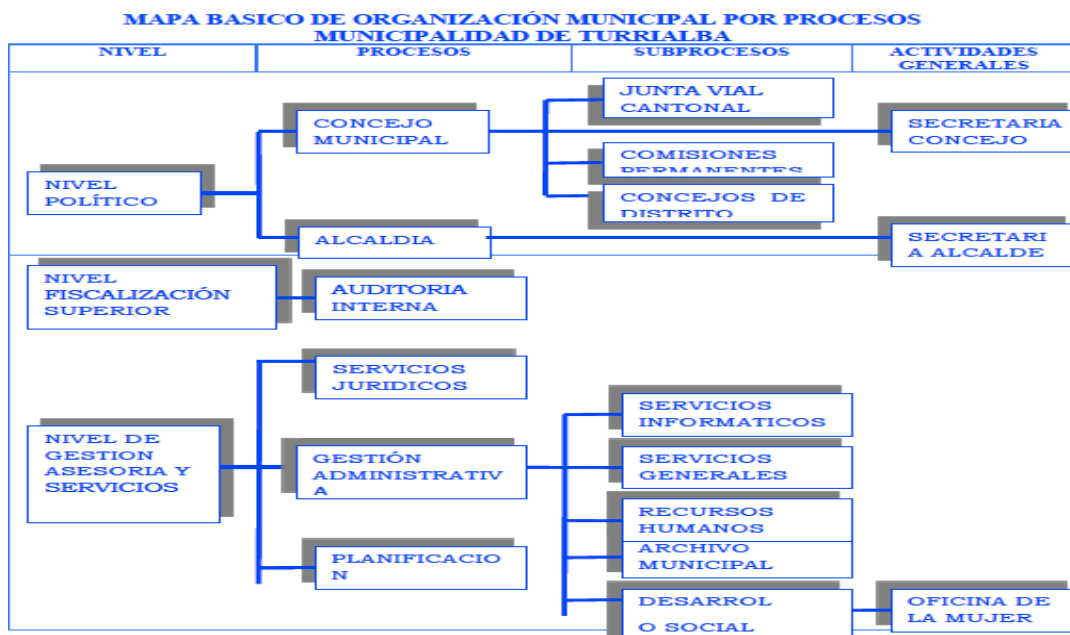 MAPA BASICO DE ORGANIZACIÓN MUNICIPAL POR PROCESOS
MUNICIPALIDAD DE TURRIALBA
NIVEL
PROCESOS
SUBPROCESOS
ACTIVIDADES
GENERALES
JUNTA VIAL
CANTONAL
CONCEJO
MUNICIPAL
SECRETARIA
CONCEJO
COMISIONES
PERMANENTES
NIVEL
POLÍTICO
CONCEJOS DE
DISTRITO
ALCALDIA
SECRETARI
A ALCALDE
NIVEL
FISCALIZACIÓN
SUPERIOR
AUDITORIA
INTERNA
SERVICIOS
JURIDICOS
SERVICIOS
INFORMATICOS
NIVEL DE
GESTION
ASESORIA Y
SERVICIOS
GESTIÓN
ADMINISTRATIV
A
SERVICIOS
GENERALES
RECURSOS
HUMANOS
ARCHIVO
MUNICIPAL
PLANIFICACIO
N
DESARROL
O SOCIAL
OFICINA DE
LA MUJER